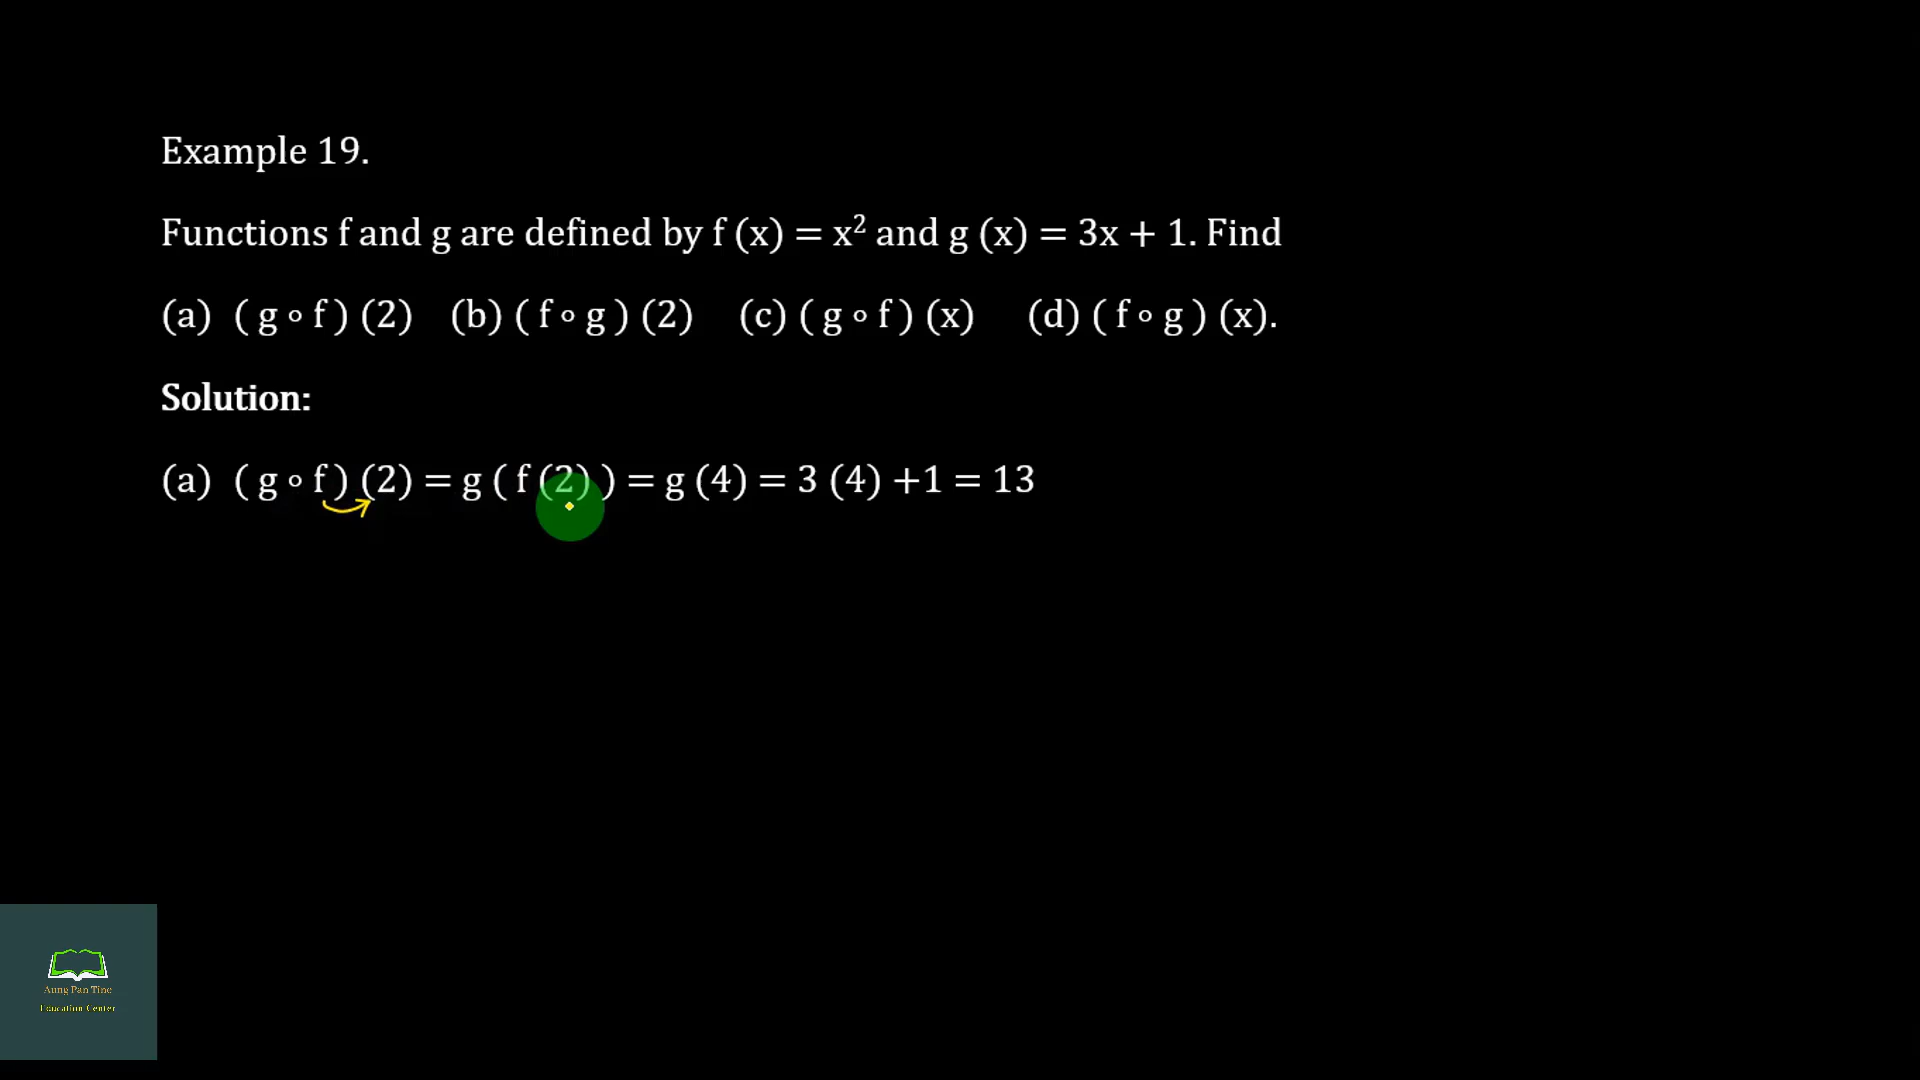 Example 19.
Functions f and g are defined by f (x) = x² and g (x) = 3x + 1. Find
(a) ( g ∘ f ) (2) (b) ( f ∘ g ) (2) (c) ( g ∘ f ) (x) (d) ( f ∘ g ) (x).
Solution:
(a) ( g ∘ f ) (2) = g ( f (2) ) = g (4) = 3 (4) +1 = 13
Aung Pan Tine
Education Center